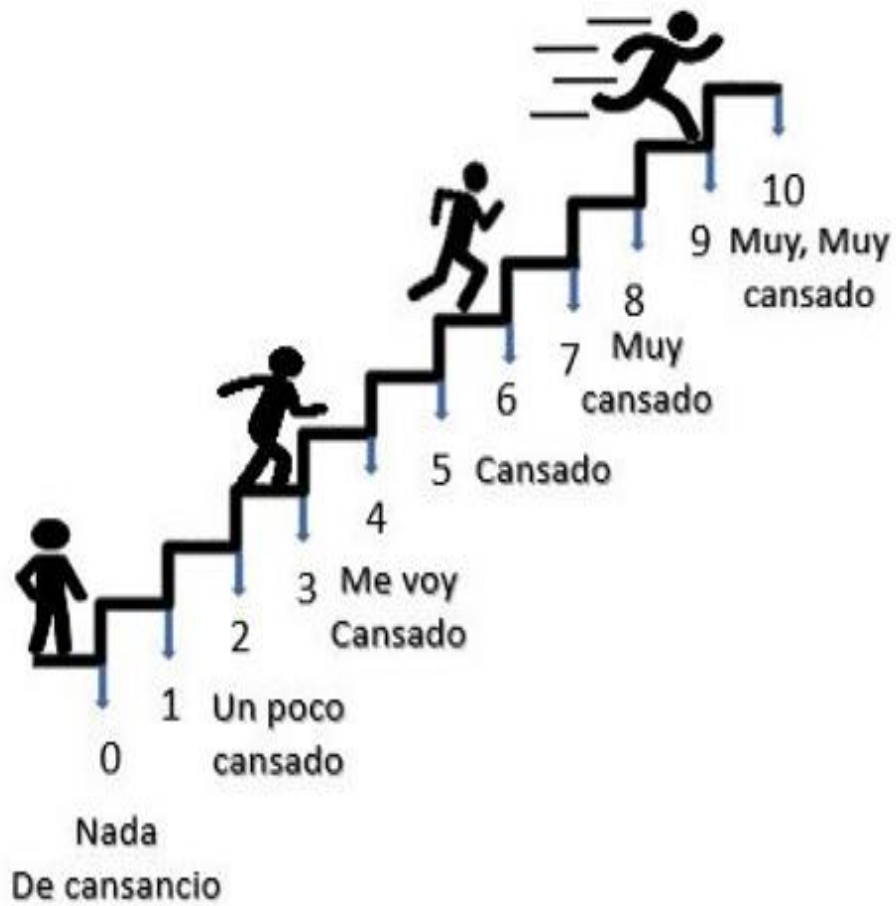 10
9 Muy, Muy
cansado
8
Muy
7
cansado
6
5 Cansado
4
3 Me voy
Cansado
2
1 Un poco
cansado
0
Nada
De cansancio